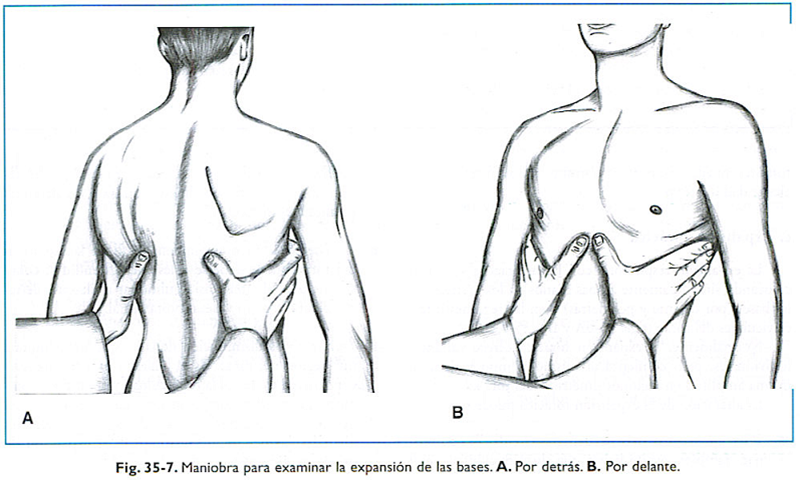 A
B
Fig. 35-7. Maniobra para examinar la expansión de las bases. A. Por detrás. B. Por delante.